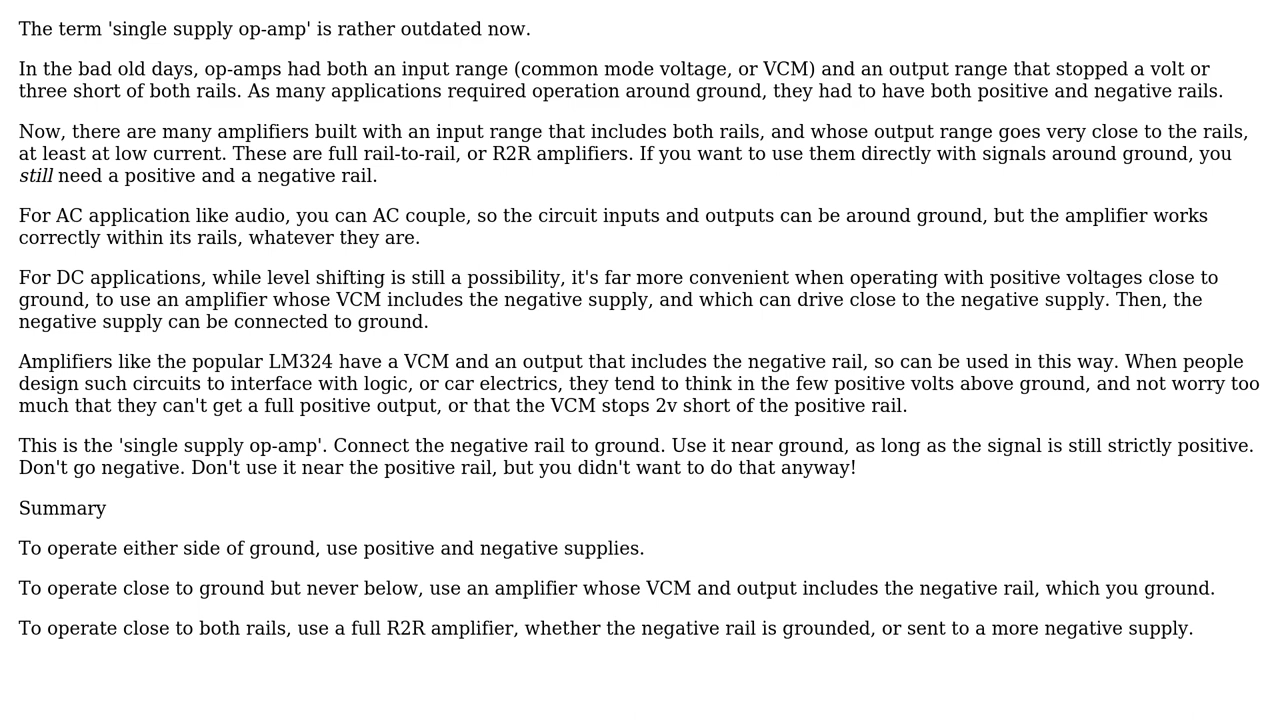 The term 'single supply op-amp' is rather outdated now.
In the bad old days, op-amps had both an input range (common mode voltage, or VCM) and an output range that stopped a volt or
three short of both rails. As many applications required operation around ground, they had to have both positive and negative rails.
Now, there are many amplifiers built with an input range that includes both rails, and whose output range goes very close to the rails,
at least at low current. These are full rail-to-rail, or R2R amplifiers. If you want to use them directly with signals around ground, you
still need a positive and a negative rail.
For AC application like audio, you can AC couple, so the circuit inputs and outputs can be around ground, but the amplifier works
correctly within its rails, whatever they are.
For DC applications, while level shifting is still a possibility, it's far more convenient when operating with positive voltages close to
ground, to use an amplifier whose VCM includes the negative supply, and which can drive close to the negative supply. Then, the
negative supply can be connected to ground.
Amplifiers like the popular LM324 have a VCM and an output that includes the negative rail, so can be used in this way. When people
design such circuits to interface with logic, or car electrics, they tend to think in the few positive volts above ground, and not worry too
much that they can't get a full positive output, or that the VCM stops 2v short of the positive rail.
This is the 'single supply op-amp'. Connect the negative rail to ground. Use it near ground, as long as the signal is still strictly positive.
Don't go negative. Don't use it near the positive rail, but you didn't want to do that anyway!
Summary
To operate either side of ground, use positive and negative supplies.
To operate close to ground but never below, use an amplifier whose VCM and output includes the negative rail, which you ground.
To operate close to both rails, use a full R2R amplifier, whether the negative rail is grounded, or sent to a more negative supply.